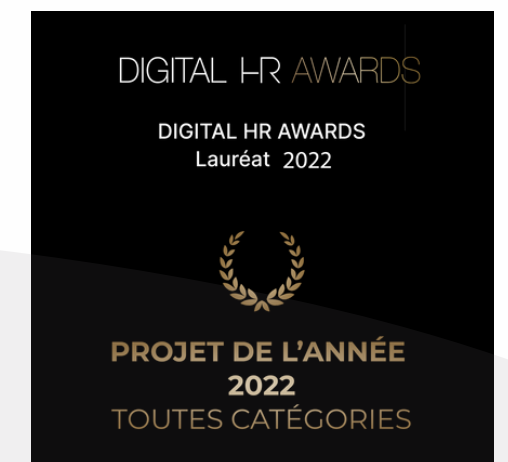 DIGITAL HR AWARDS
DIGITAL HR AWARDS
Lauréat 2022
PROJET DE L'ANNÉE
2022
TOUTES CATÉGORIES